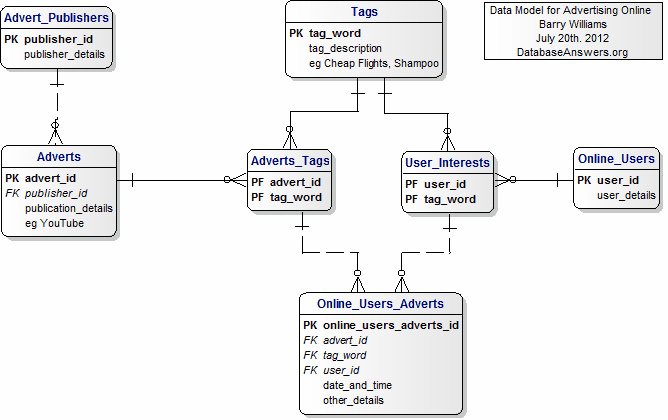 Advert_Publishers
PK publisher_id
publisher_details
Tags
PK tag_word
tag_description
eg Cheap Flights, Shampoo
Data Model for Advertising Online
Barry Williams
July 20th. 2012
DatabaseAnswers.org
Adverts
PK advert_id
FK publisher_id
publication_details
eg YouTube
Adverts_Tags
PF advert_id
PF tag_word
User_Interests
PF user_id
PF tag_word
Online_Users
PK user_id
user_details
Online_Users_Adverts
PK online_users_adverts_id
FK advert_id
FK tag_word
FK user_id
date_and_time
other_details